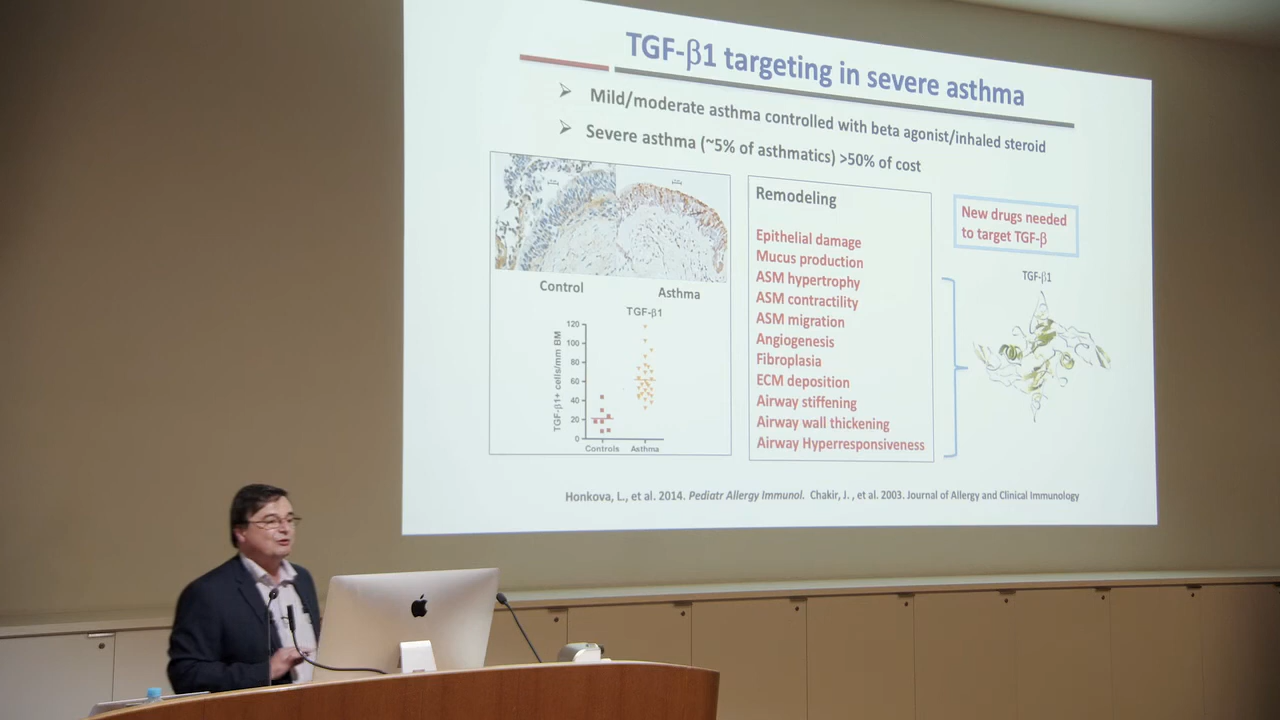 TGF-β1 targeting in severe asthma
Mild/moderate asthma controlled with beta agonist/inhaled steroid
Severe asthma (~5% of asthmatics) >50% of cost
Control
Asthma
TGF-β1
TGF-β1+ cells/mm BM
120
100
80
60
40
20
0
Controls
Asthma
Remodeling
Epithelial damage
Mucus production
ASM hypertrophy
ASM contractility
ASM migration
Angiogenesis
Fibroplasia
ECM deposition
Airway stiffening
Airway wall thickening
Airway Hyperresponsiveness
New drugs needed
to target TGF-β
TGF-β1
Honkova, L., et al. 2014. Pediatr Allergy Immunol. Chakir, J. , et al. 2003. Journal of Allergy and Clinical Immunology